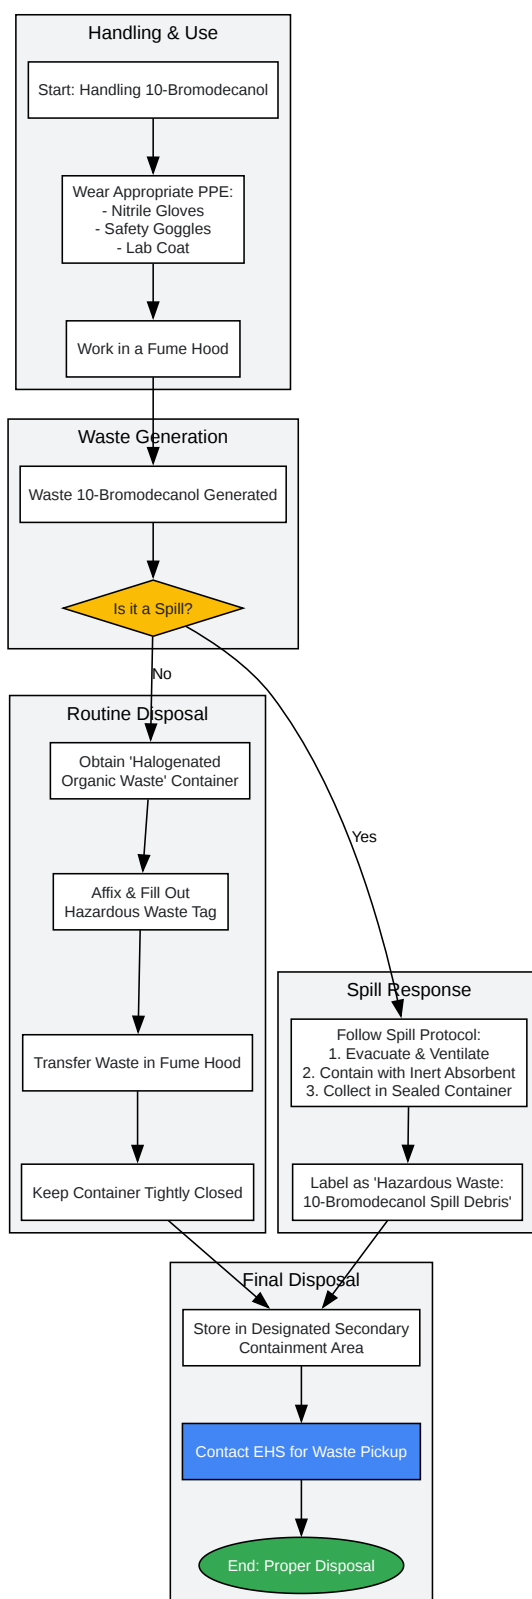 Handling & Use
Start: Handling 10-Bromodecanol
Wear Appropriate PPE:
- Nitrile Gloves
- Safety Goggles
- Lab Coat
Work in a Fume Hood
Waste Generation
Waste 10-Bromodecanol Generated
Is it a Spill?
No
Yes
Routine Disposal
Obtain 'Halogenated
Organic Waste' Container
Affix & Fill Out
Hazardous Waste Tag
Transfer Waste in Fume Hood
Keep Container Tightly Closed
Spill Response
Follow Spill Protocol:
1. Evacuate & Ventilate
2. Contain with Inert Absorbent
3. Collect in Sealed Container
Label as 'Hazardous Waste:
10-Bromodecanol Spill Debris'
Final Disposal
Store in Designated Secondary
Containment Area
Contact EHS for Waste Pickup
End: Proper Disposal